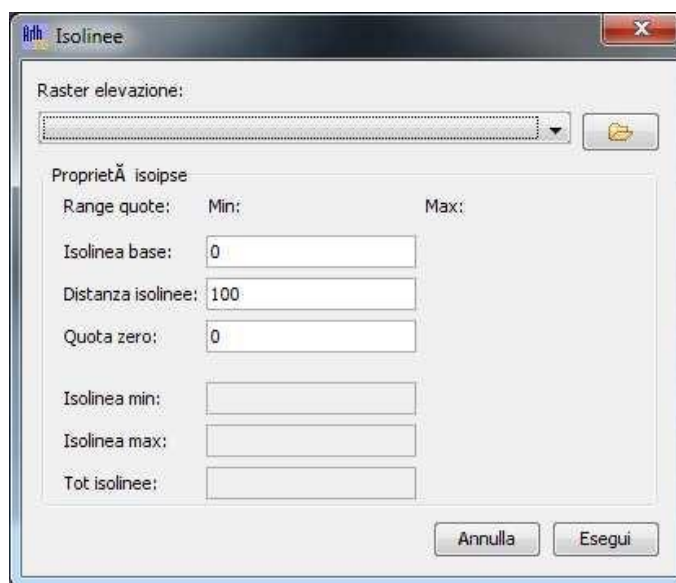 Isolinee
Raster elevazione:
ProprietĂ isoipse
Range quote: Min: Max:
Isolinea base: 0
Distanza isolinee: 100
Quota zero: 0
Isolinea min:
Isolinea max:
Tot isolinee:
Annulla Esegui